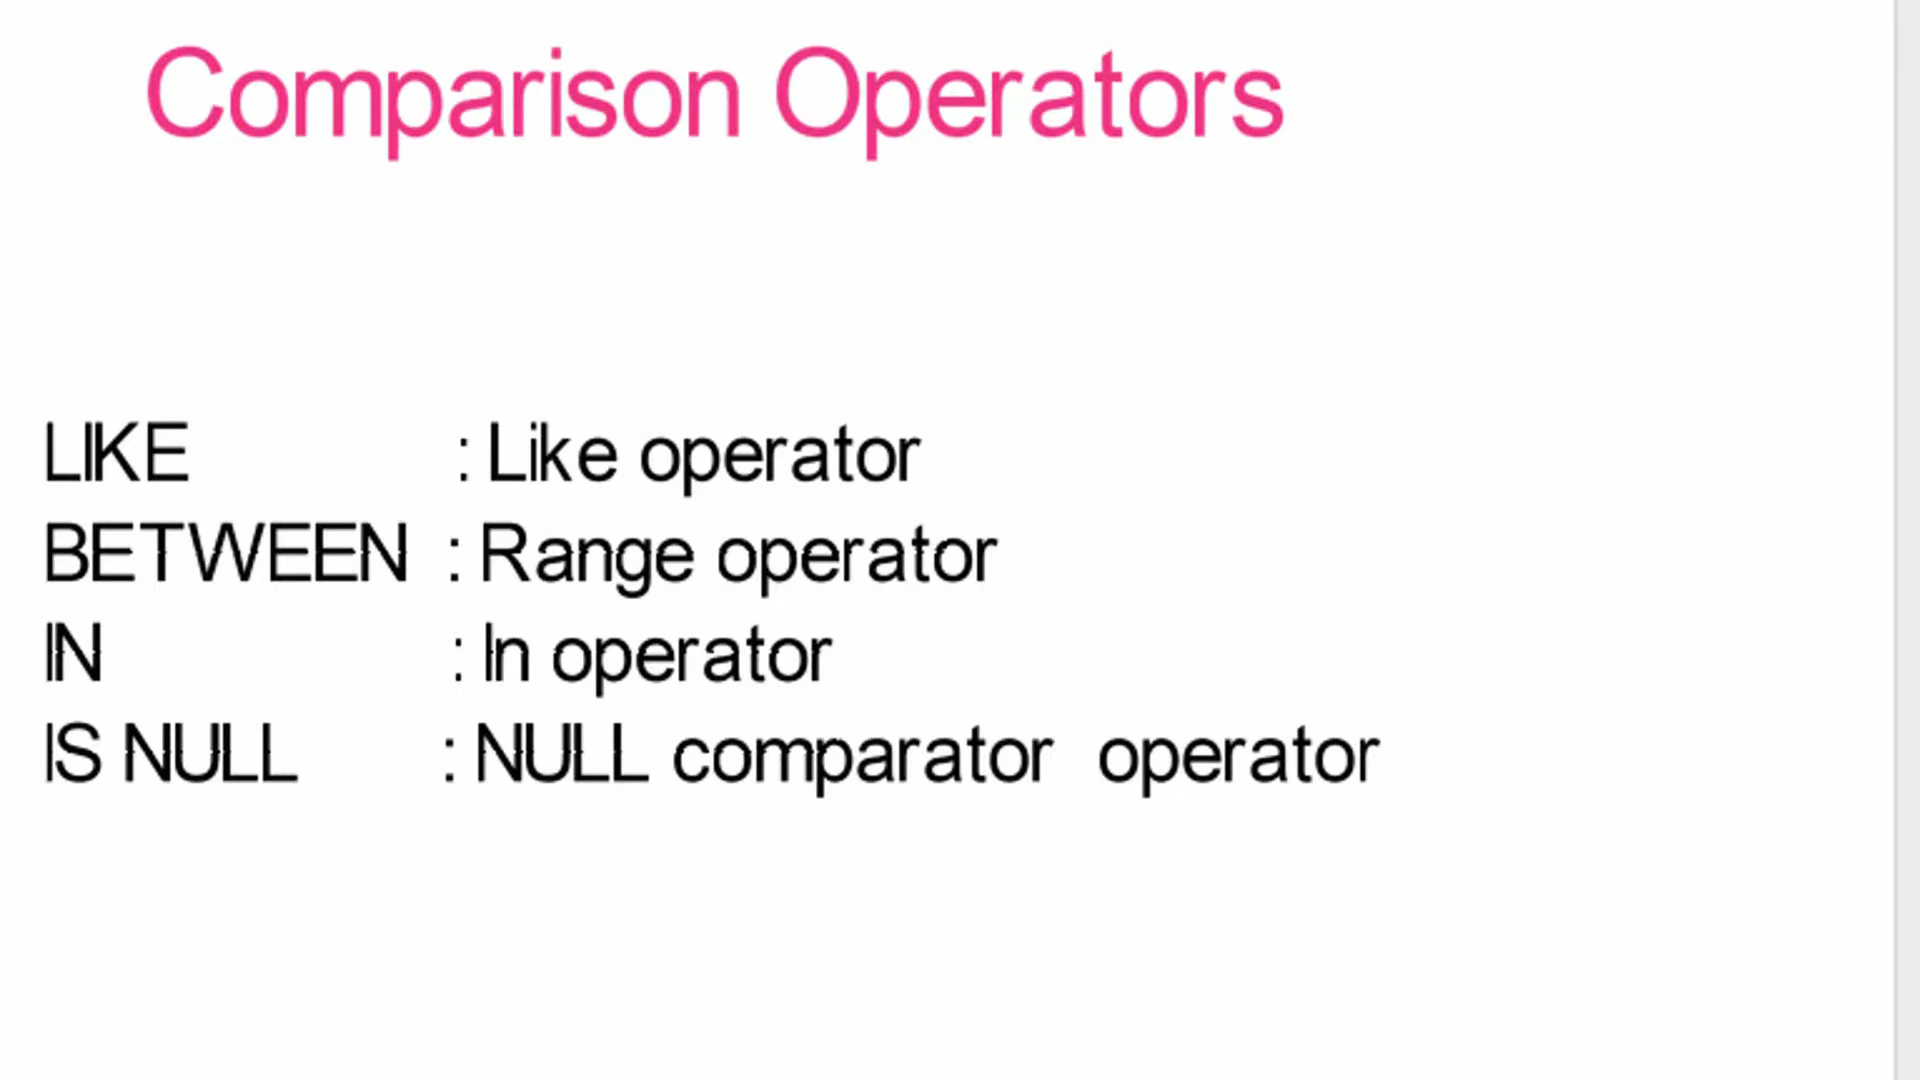 Comparison Operators
LIKE : Like operator
BETWEEN : Range operator
IN : In operator
IS NULL : NULL comparator operator